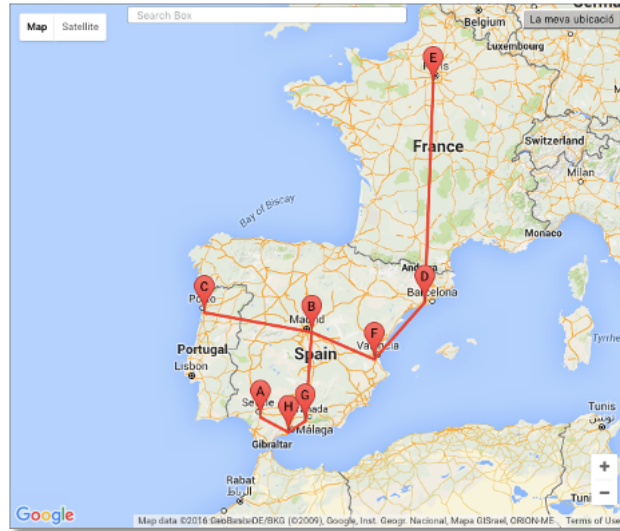 Map Satellite
Search Box
La meva ubicació
Belgium
Luxembourg
E
France
Switzerland
Milan
Monaco
Bay of Biscay
Andorra
D
Barcelona
C
Porto
B
Madrid
F
Valencia
Portugal
Spain
Lisbon
A
Seville
H
G
Granada
Málaga
Gibraltar
Rabat
الرباط
Tunis
تونس
+
−
Google
Map data ©2016 GeoBasis-DE/BKG (©2009), Google, Inst. Geogr. Nacional, Mapa GISrael, ORION-ME
Terms of Use